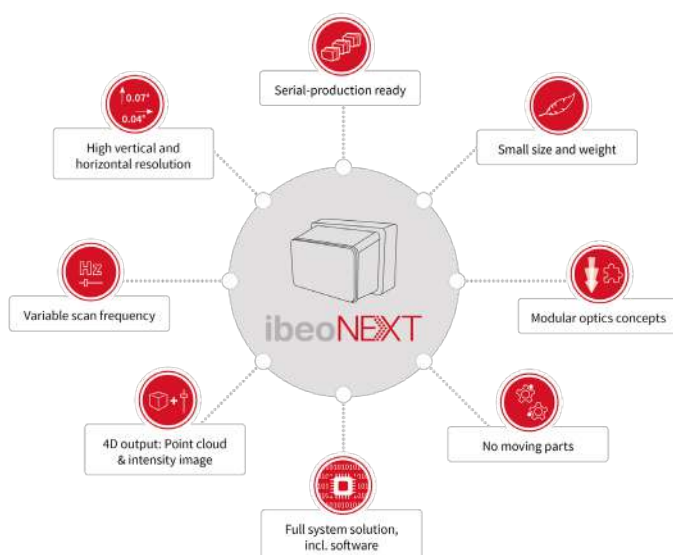 Serial-production ready
0.07°
0.04°
High vertical and
horizontal resolution
Small size and weight
Hz
Variable scan frequency
ibeoNEXT
Modular optics concepts
4D output: Point cloud
& intensity image
No moving parts
Full system solution,
incl. software